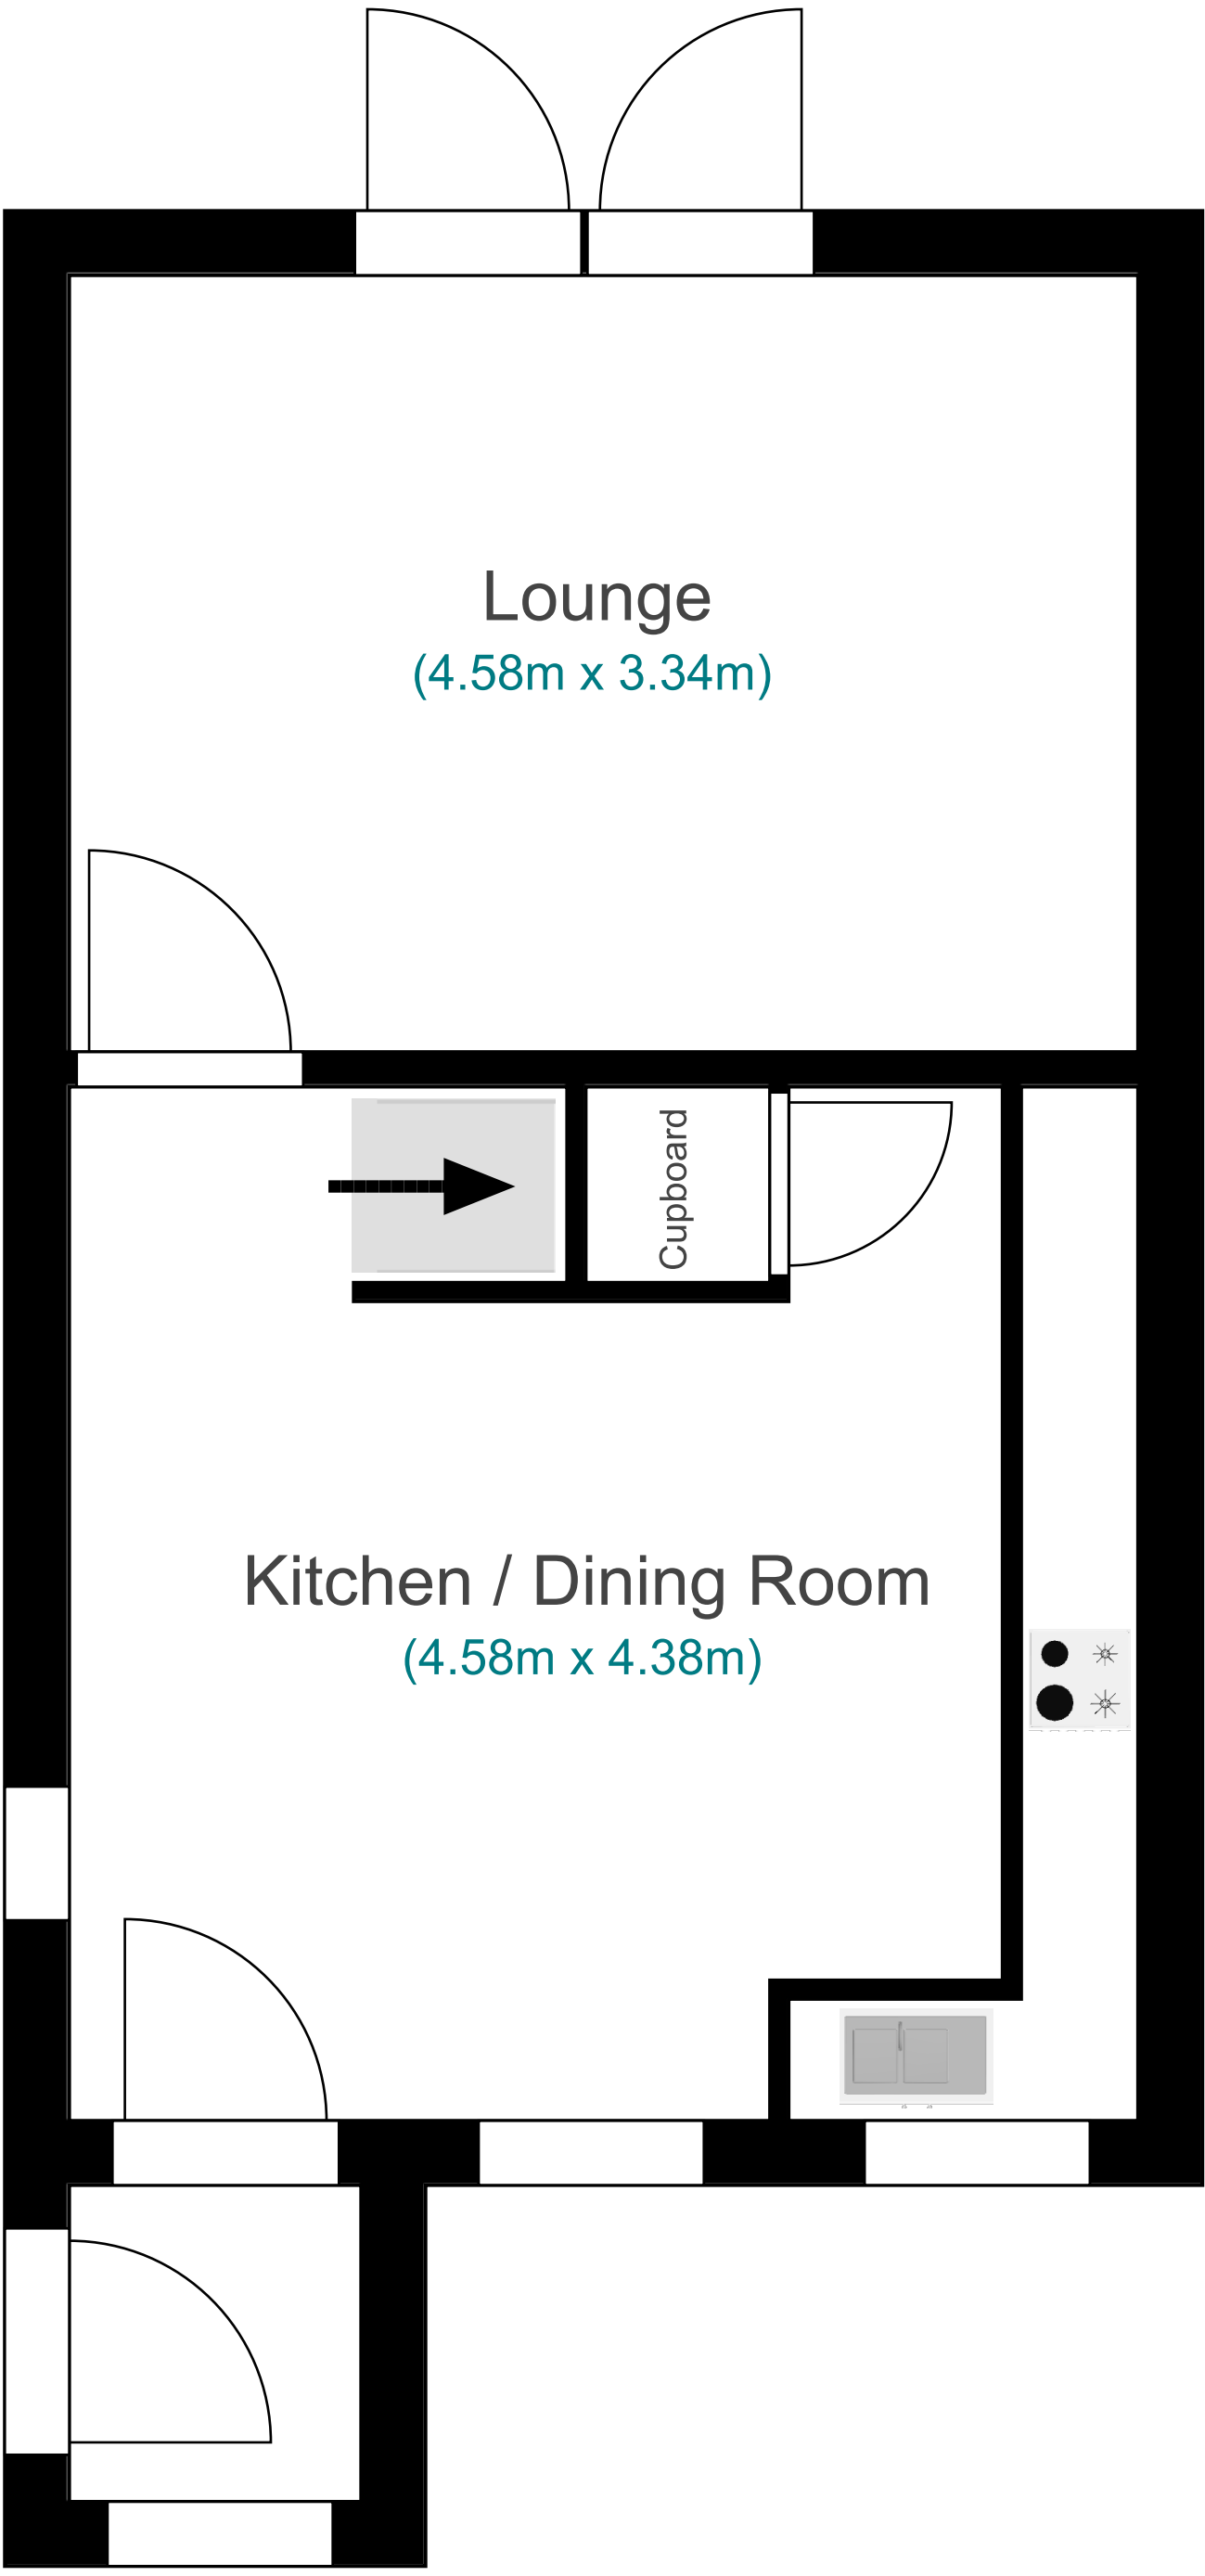 Lounge
(4.58m x 3.34m)
Cupboard
Kitchen / Dining Room
(4.58m x 4.38m)